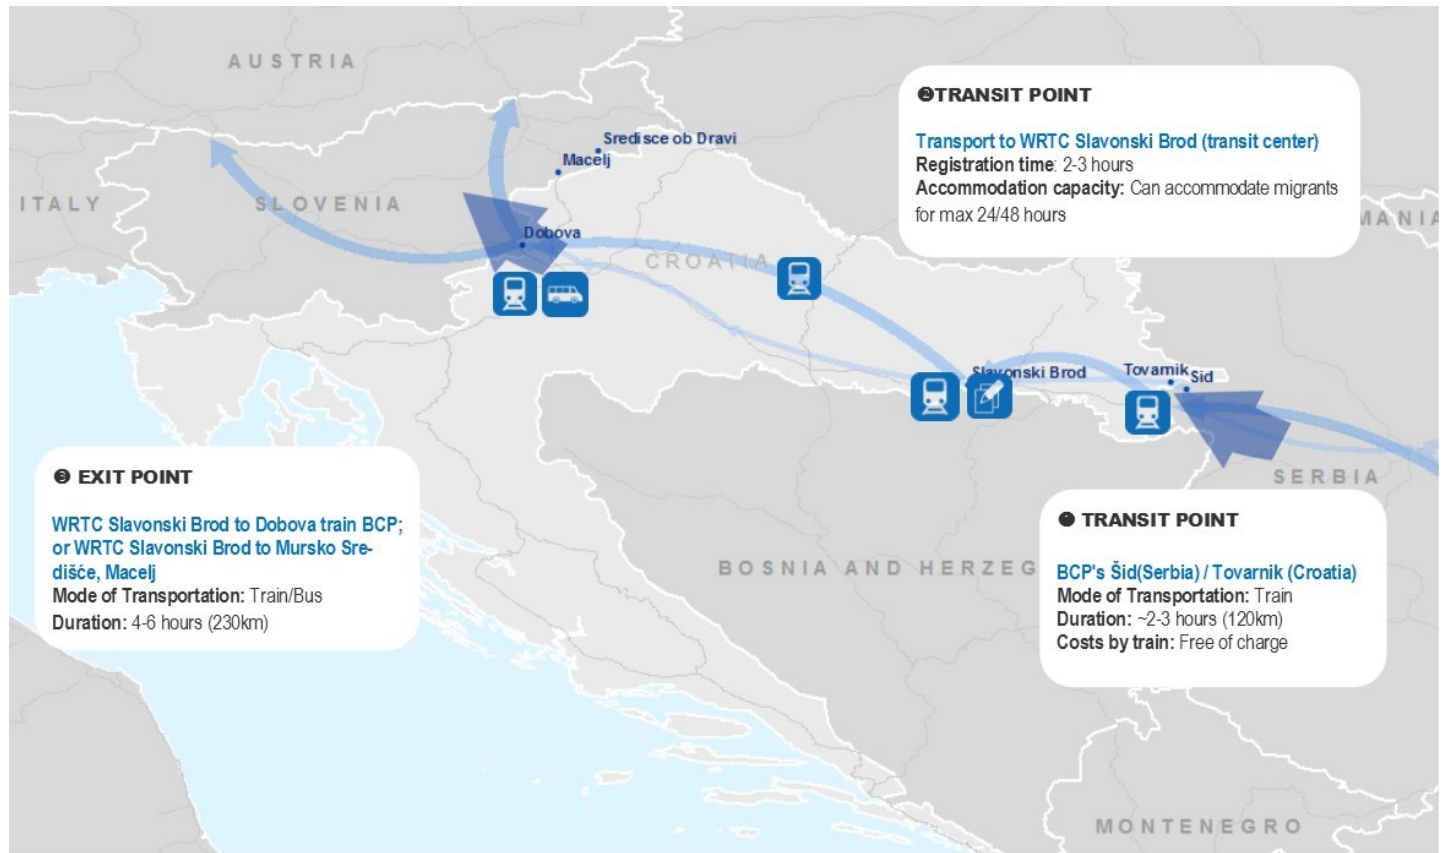 AUSTRIA
ITALY
SLOVENIA
Sredisce ob Dravi
Macelj
Dobova
CROATIA
❷TRANSIT POINT
Transport to WRTC Slavonski Brod (transit center)
Registration time: 2-3 hours
Accommodation capacity: Can accommodate migrants
for max 24/48 hours
MANIA
Slavonski Brod
Tovarnik
Sid
SERBIA
❸ EXIT POINT
WRTC Slavonski Brod to Dobova train BCP;
or WRTC Slavonski Brod to Mursko Sre-
dišće, Macelj
Mode of Transportation: Train/Bus
Duration: 4-6 hours (230km)
BOSNIA AND HERZEG
❶ TRANSIT POINT
BCP's Šid(Serbia) / Tovarnik (Croatia)
Mode of Transportation: Train
Duration: ~2-3 hours (120km)
Costs by train: Free of charge
MONTENEGRO